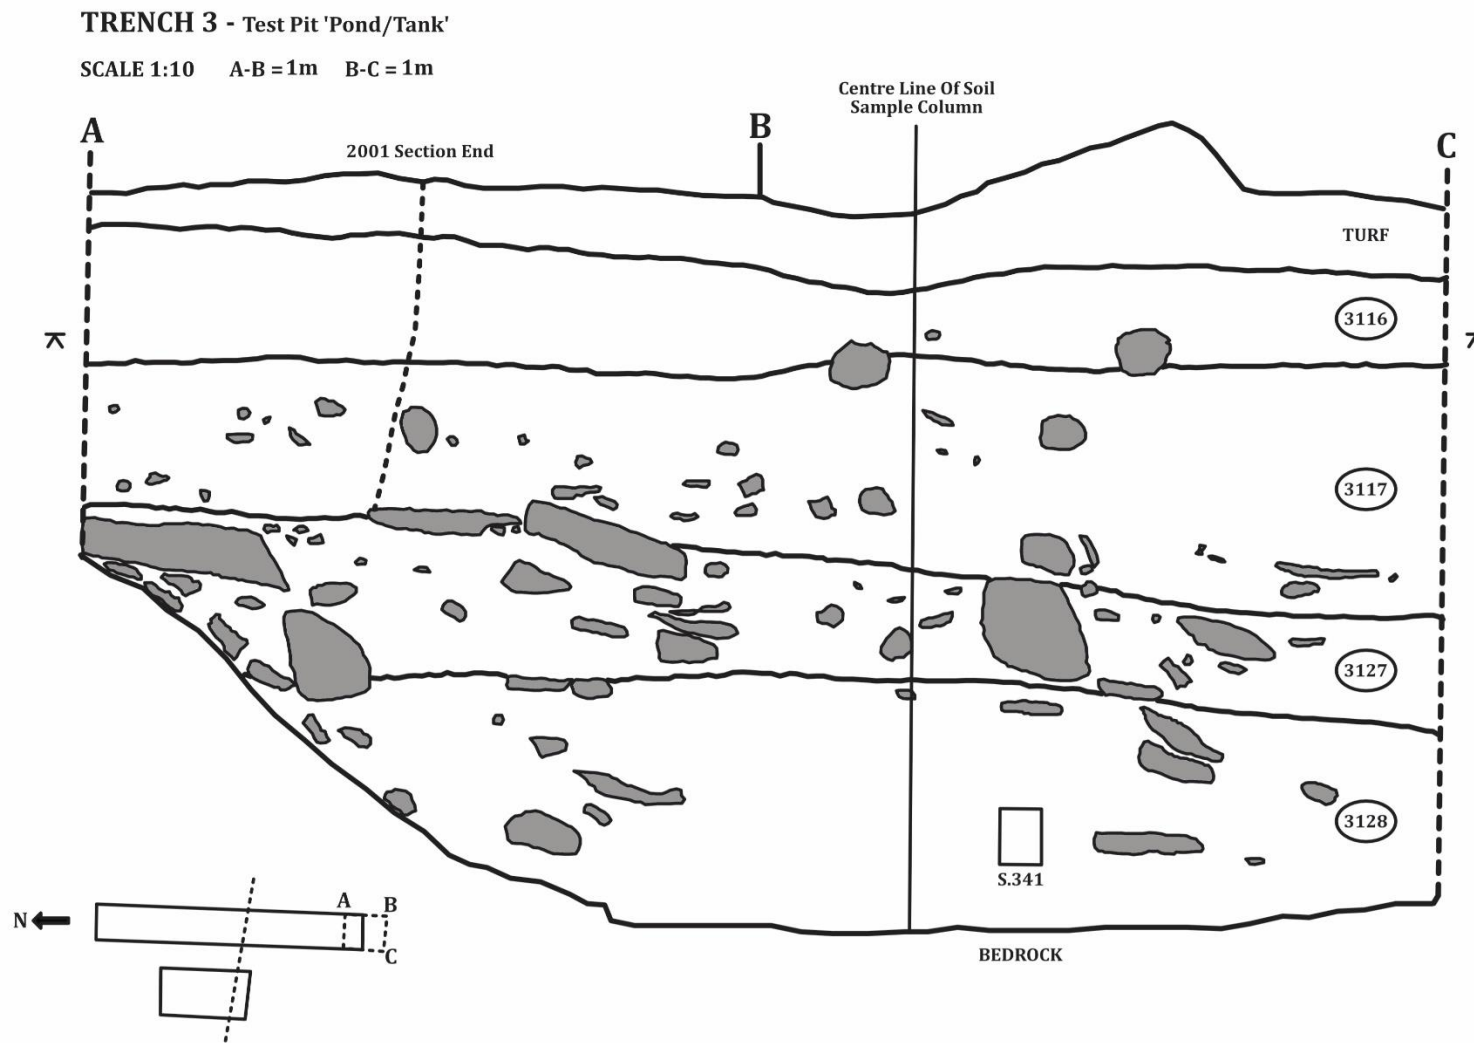 TRENCH 3 - Test Pit 'Pond/Tank'
SCALE 1:10 A-B = 1m B-C = 1m
Centre Line Of Soil
Sample Column
A
B
C
2001 Section End
TURF
3116
3117
3127
3128
S.341
BEDROCK
N
A
B
C